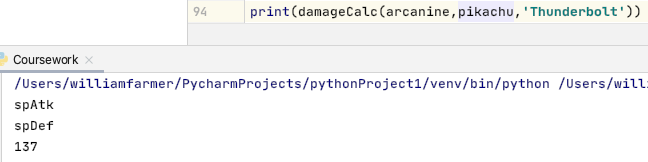 94 print(damageCalc(arcanine,pikachu,'Thunderbolt'))
Coursework ×
/Users/williamfarmer/PycharmProjects/pythonProject1/venv/bin/python /Users/willi
spAtk
spDef
137